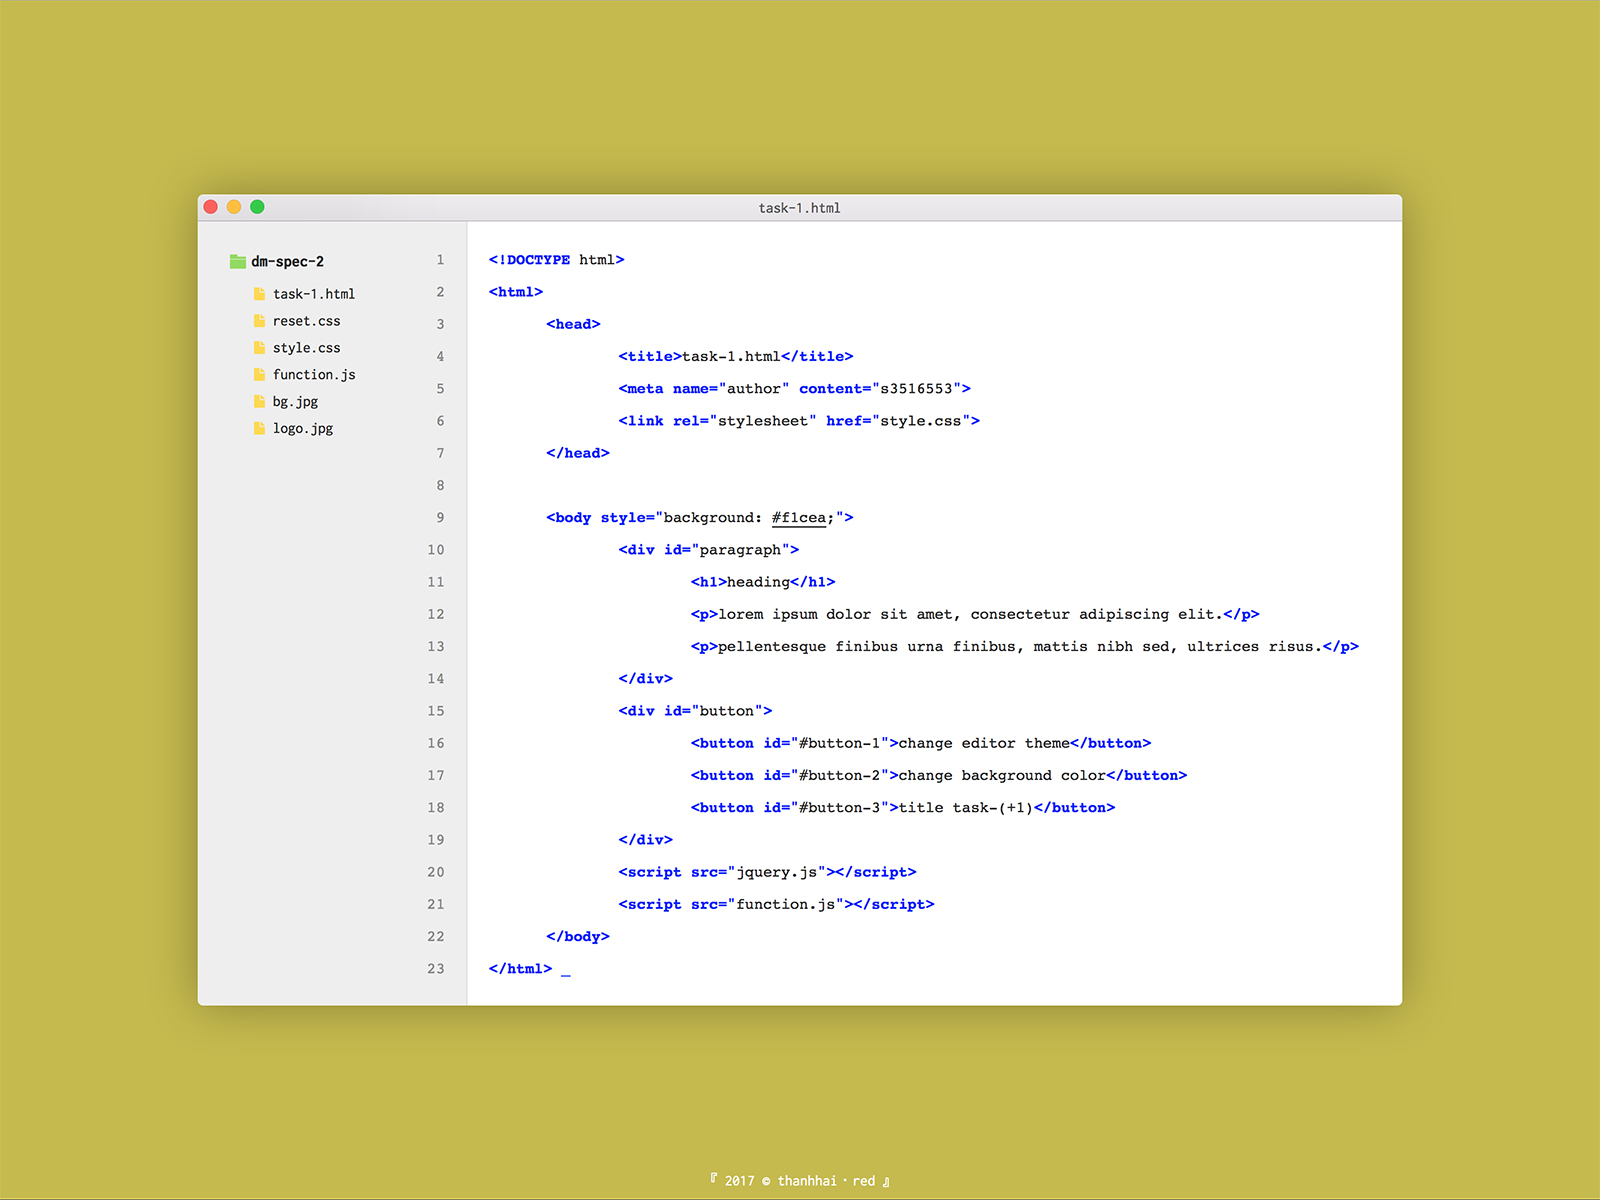 task-1.html
dm-spec-2
task-1.html
reset.css
style.css
function.js
bg.jpg
logo.jpg
1 <!DOCTYPE html>
2 <html>
3 <head>
4 <title>task-1.html</title>
5 <meta name="author" content="s3516553">
6 <link rel="stylesheet" href="style.css">
7 </head>
8
9 <body style="background: #f1cea;">
10 <div id="paragraph">
11 <h1>heading</h1>
12 <p>lorem ipsum dolor sit amet, consectetur adipiscing elit.</p>
13 <p>pellentesque finibus urna finibus, mattis nibh sed, ultrices risus.</p>
14 </div>
15 <div id="button">
16 <button id="#button-1">change editor theme</button>
17 <button id="#button-2">change background color</button>
18 <button id="#button-3">title task-(+1)</button>
19 </div>
20 <script src="jquery.js"></script>
21 <script src="function.js"></script>
22 </body>
23 </html> _
『 2017 © thanhhai・red 』